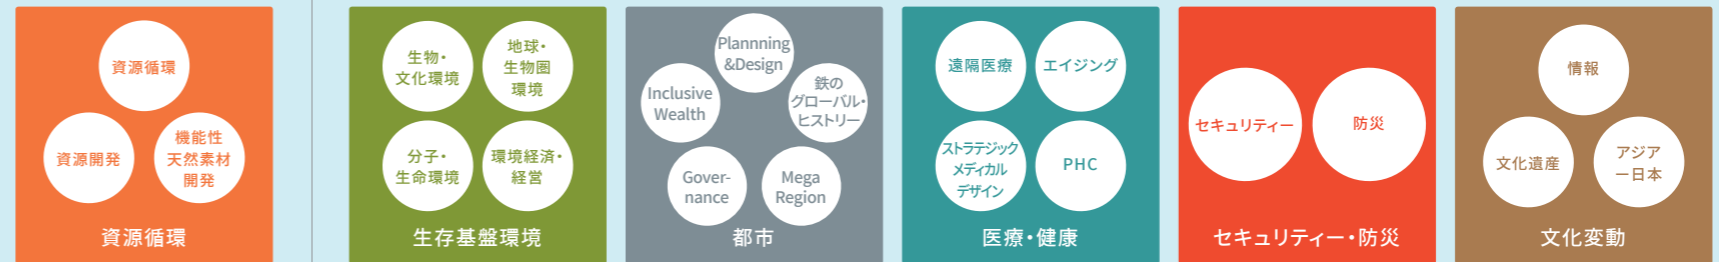 資源循環
資源開発
機能性
天然素材
開発
資源循環
生物・
文化環境
地球・
生物圏
環境
分子・
生命環境
環境経済・
経営
生存基盤環境
Plannning
&Design
Inclusive
Wealth
鉄の
グローバル・
ヒストリー
Gover-
nance
Mega
Region
都市
遠隔医療
エイジング
ストラテジック
メディカル
デザイン
PHC
医療・健康
セキュリティー
防災
セキュリティー・防災
情報
文化遺産
アジア
ー日本
文化変動